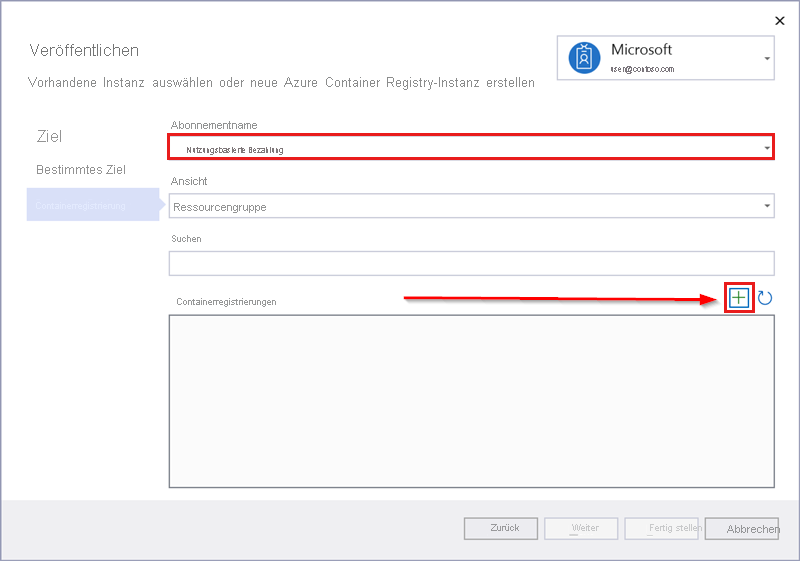 Veröffentlichen
Vorhandene Instanz auswählen oder neue Azure Container Registry-Instanz erstellen
Microsoft
user@contoso.com
Ziel
Bestimmtes Ziel
Containerregistrierung
Abonnementname
Nutzungsbasierte Bezahlung
Ansicht
Ressourcengruppe
Suchen
Containerregistrierungen
Zurück
Weiter
Fertig stellen
Abbrechen